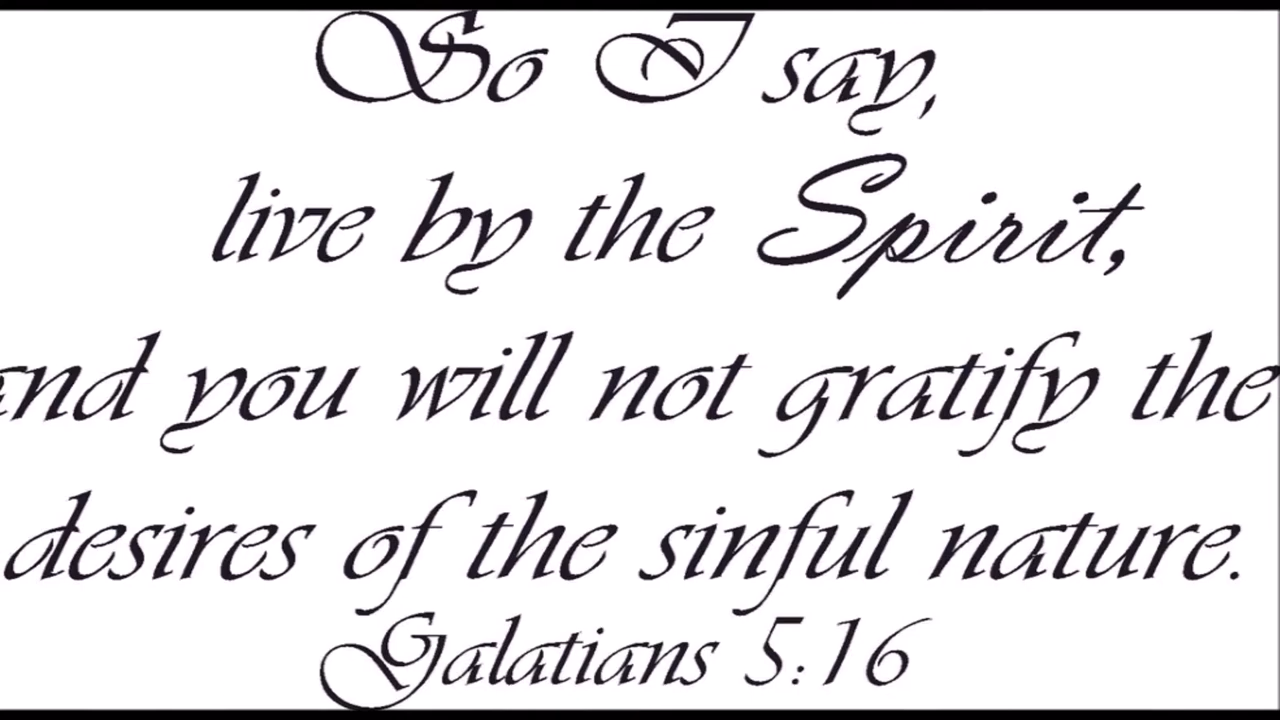 So I say,
live by the Spirit,
and you will not gratify the
desires of the sinful nature.
Galatians 5:16